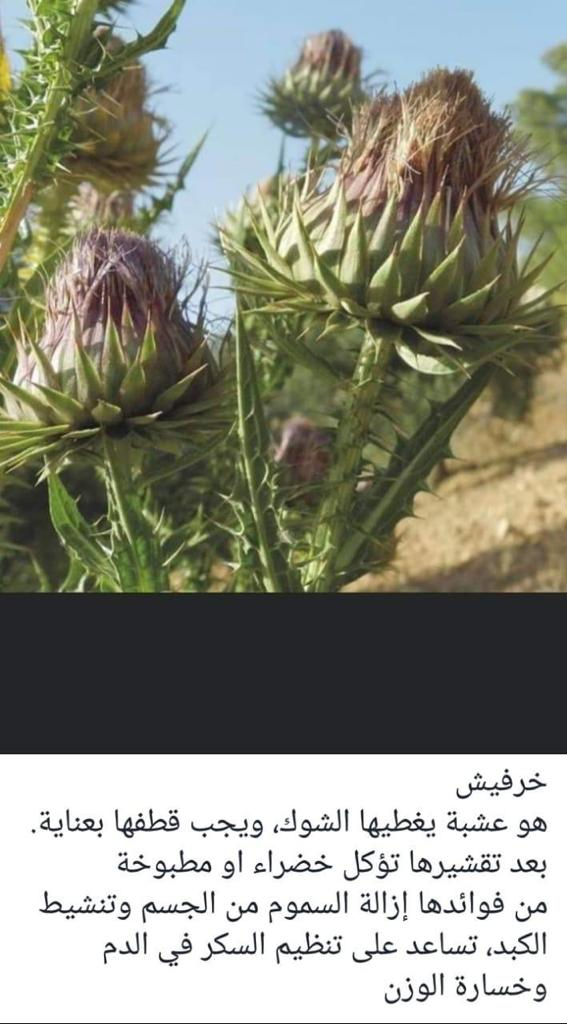 خرفيش
هو عشبة يغطيها الشوك، ويجب قطفها بعناية.
بعد تقشيرها تؤكل خضراء او مطبوخة
من فوائدها إزالة السموم من الجسم وتنشيط
الكبد، تساعد على تنظيم السكر في الدم
وخسارة الوزن